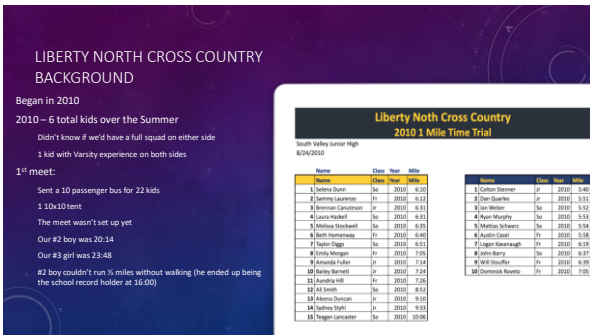 LIBERTY NORTH CROSS COUNTRY
BACKGROUND
Began in 2010
2010 – 6 total kids over the Summer
Didn't know if we'd have a full squad on either side
1 kid with Varsity experience on both sides
1st meet:
Sent a 10 passenger bus for 22 kids
1 10x10 tent
The meet wasn't set up yet
Our #2 boy was 20:14
Our #3 girl was 23:48
#2 boy couldn't run ½ miles without walking (he ended up being
the school record holder at 16:00)
Liberty Noth Cross Country
2010 1 Mile Time Trial
South Valley Junior High
8/24/2010
Name Class Year Mile
Name Class Year Mile
1 Selena Dunn So 2010 6:10
2 Sammy Laurenzo Fr 2010 6:12
3 Brennan Canuteson Jr 2010 6:31
4 Laura Haskell So 2010 6:31
5 Melissa Stockwell So 2010 6:35
6 Beth Hemenway Fr 2010 6:40
7 Taylor Diggs So 2010 6:51
8 Emily Morgan Fr 2010 7:05
9 Amanda Fuller Jr 2010 7:14
10 Bailey Barnett Jr 2010 7:24
11 Aundria Hill Fr 2010 7:26
12 Ali Smith So 2010 8:52
13 Aleena Duncan Jr 2010 9:10
14 Sydney Styhl Jr 2010 9:33
15 Teagan Lancaster So 2010 10:06
Name Class Year Mile
1 Colton Stenner Jr 2010 5:40
2 Dan Quarles Jr 2010 5:51
3 Ian Weber So 2010 5:52
4 Ryan Murphy So 2010 5:53
5 Mattias Schwarz So 2010 5:54
6 Austin Casel Fr 2010 5:58
7 Logan Kavanaugh Fr 2010 6:19
8 John Barry So 2010 6:37
9 Will Stouffer Fr 2010 6:39
10 Dominick Roveto Fr 2010 7:05